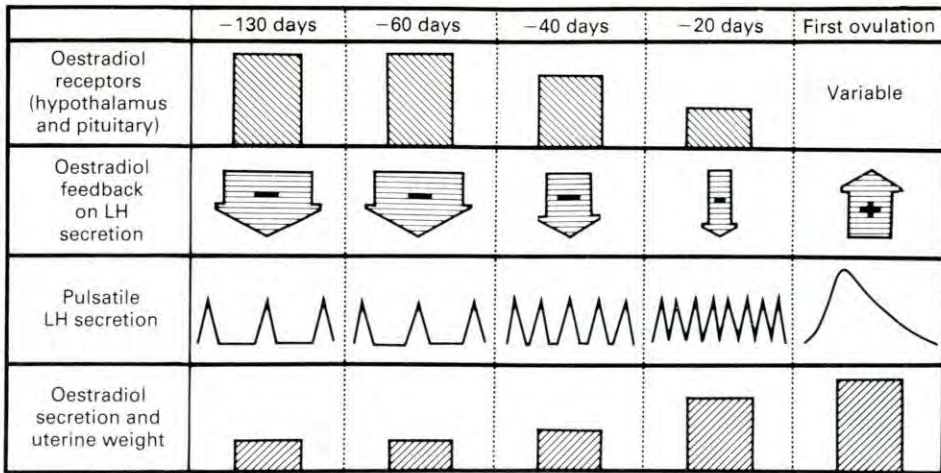 −130 days
−60 days
−40 days
−20 days
First ovulation
Oestradiol
receptors
(hypothalamus
and pituitary)
Variable
Oestradiol
feedback
on LH
secretion
−
−
−
−
+
Pulsatile
LH secretion
Oestradiol
secretion and
uterine weight